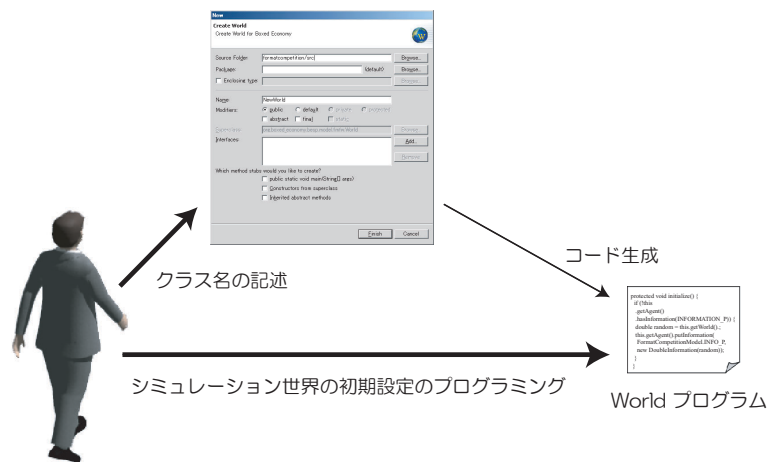 New
Create World
Create World for Boxed Economy
Source Folder: formatcompetition/src Browse...
Package: (default) Browse...
Enclosing type: Browse...
Name: NewWorld
Modifiers: public default private protected
abstract final static
Superclass: Browse...
Interfaces: Add...
Remove
Which method stubs would you like to create?
public static void main(String[] args)
Constructors from superclass
Inherited abstract methods
Finish Cancel
コード生成
クラス名の記述
protected void initialize() {
if (!this
.getAgent()
.hasInformation(INFORMATION_P)) {
double random = this.getWorld().;
this.getAgent().putInformation(
FormatCompetitionModel.INFO_P,
new DoubleInformation(random));
}
}
シミュレーション世界の初期設定のプログラミング
World プログラム